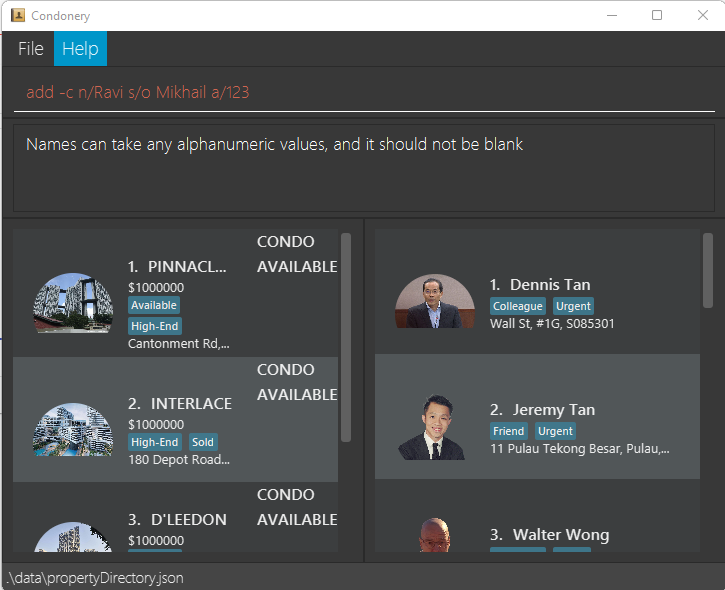 Condonery
File Help
add -c n/Ravi s/o Mikhail a/123
Names can take any alphanumeric values, and it should not be blank
CONDO
AVAILABLE
1. PINNACL...
$1000000
Available
High-End
Cantonment Rd,...
CONDO
AVAILABLE
2. INTERLACE
$1000000
High-End Sold
180 Depot Road...
CONDO
AVAILABLE
3. D'LEEDON
$1000000
1. Dennis Tan
Colleague Urgent
Wall St, #1G, S085301
2. Jeremy Tan
Friend Urgent
11 Pulau Tekong Besar, Pulau,...
3. Walter Wong
.\data\propertyDirectory.json